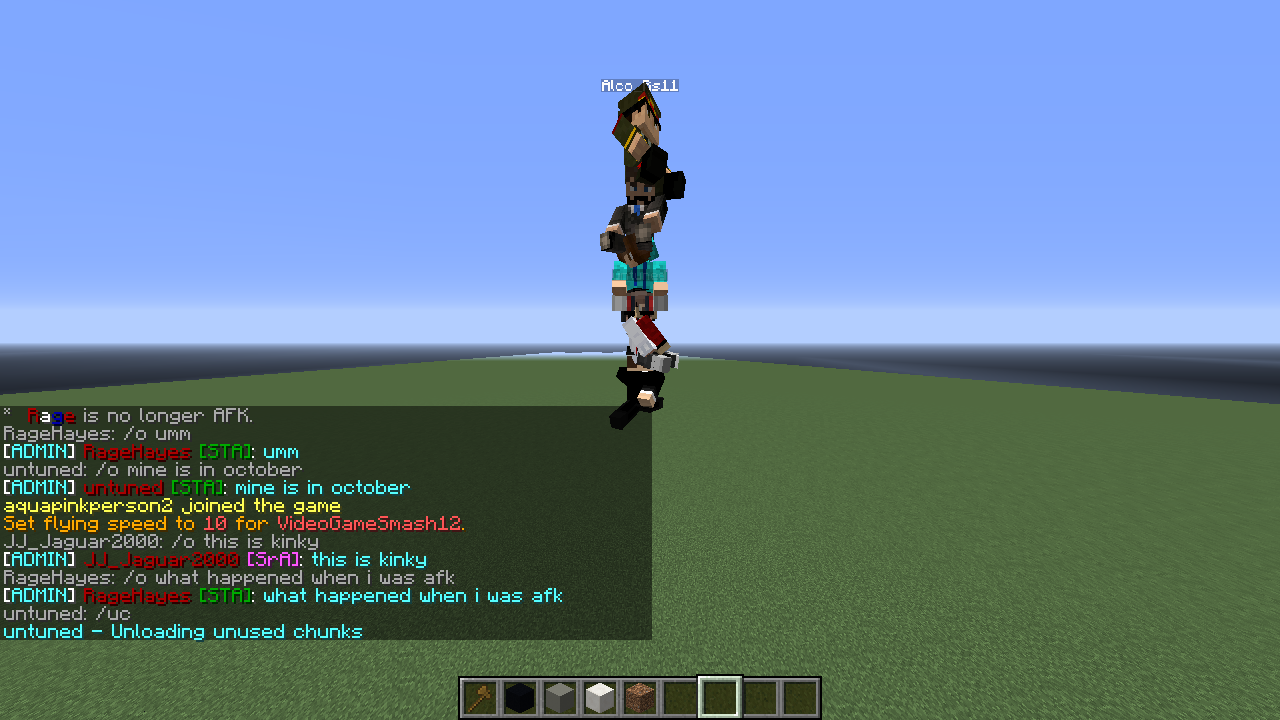 Alco_Rs11
* Rage is no longer AFK.
RageHayes: /o umm
[ADMIN] RageHayes [STA]: umm
untuned: /o mine is in october
[ADMIN] untuned [STA]: mine is in october
aquapinkperson2 joined the game
Set flying speed to 10 for VideoGameSmash12.
JJ_Jaguar2000: /o this is kinky
[ADMIN] JJ_Jaguar2000 [SrA]: this is kinky
RageHayes: /o what happened when i was afk
[ADMIN] RageHayes [STA]: what happened when i was afk
untuned: /uc
untuned - Unloading unused chunks